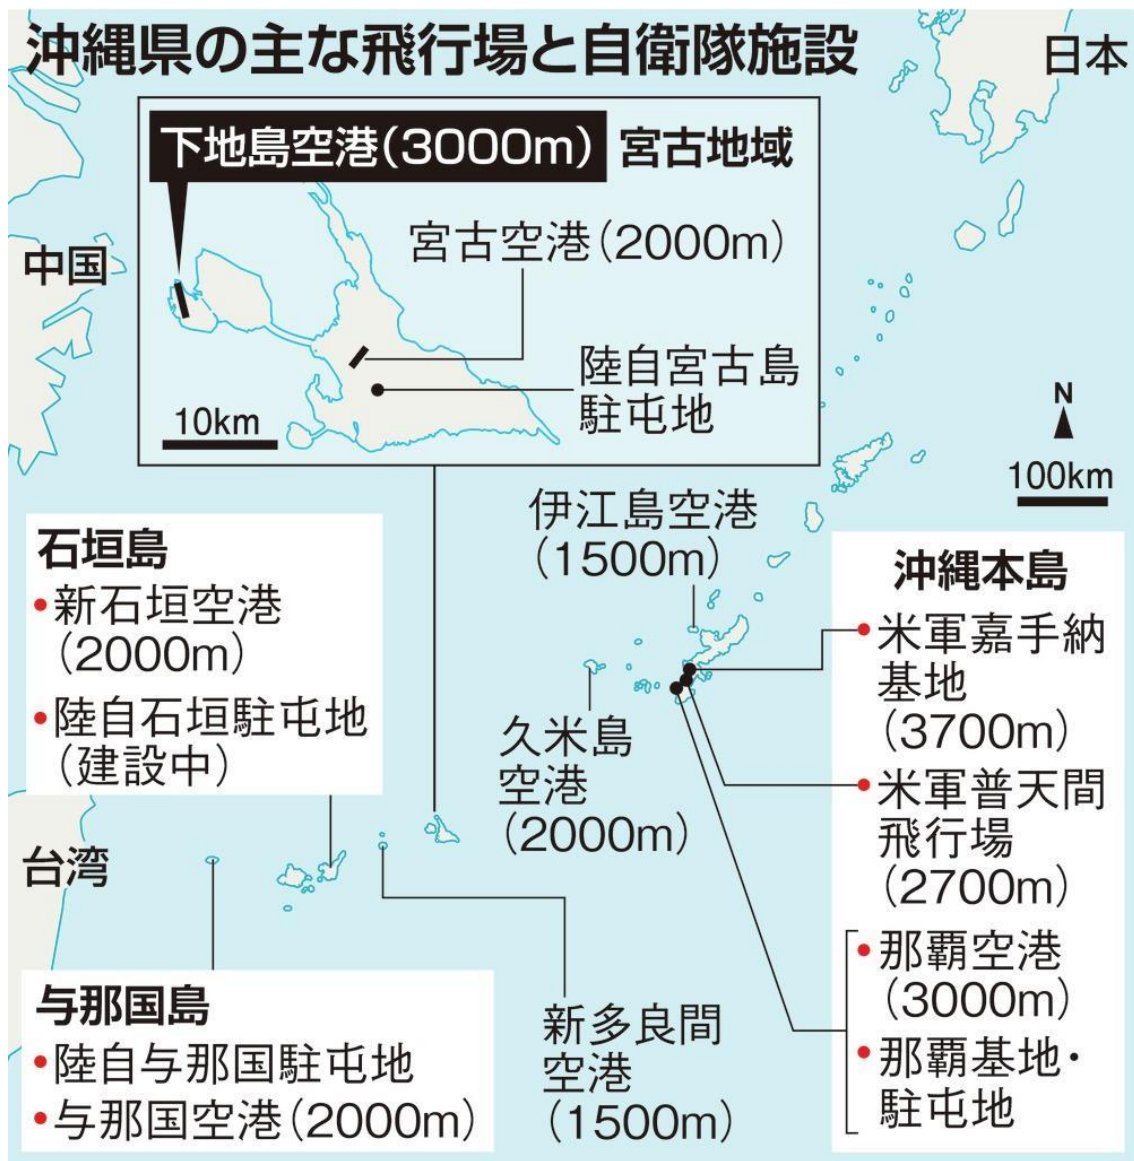 沖縄県の主な飛行場と自衛隊施設
日本
下地島空港(3000m)
宮古地域
宮古空港(2000m)
中国
陸自宮古島
駐屯地
10km
N
100km
伊江島空港
(1500m)
石垣島
•新石垣空港
(2000m)
•陸自石垣駐屯地
(建設中)
沖縄本島
•米軍嘉手納
基地
(3700m)
•米軍普天間
飛行場
(2700m)
•那覇空港
(3000m)
•那覇基地・
駐屯地
久米島
空港
(2000m)
台湾
与那国島
•陸自与那国駐屯地
•与那国空港(2000m)
新多良間
空港
(1500m)